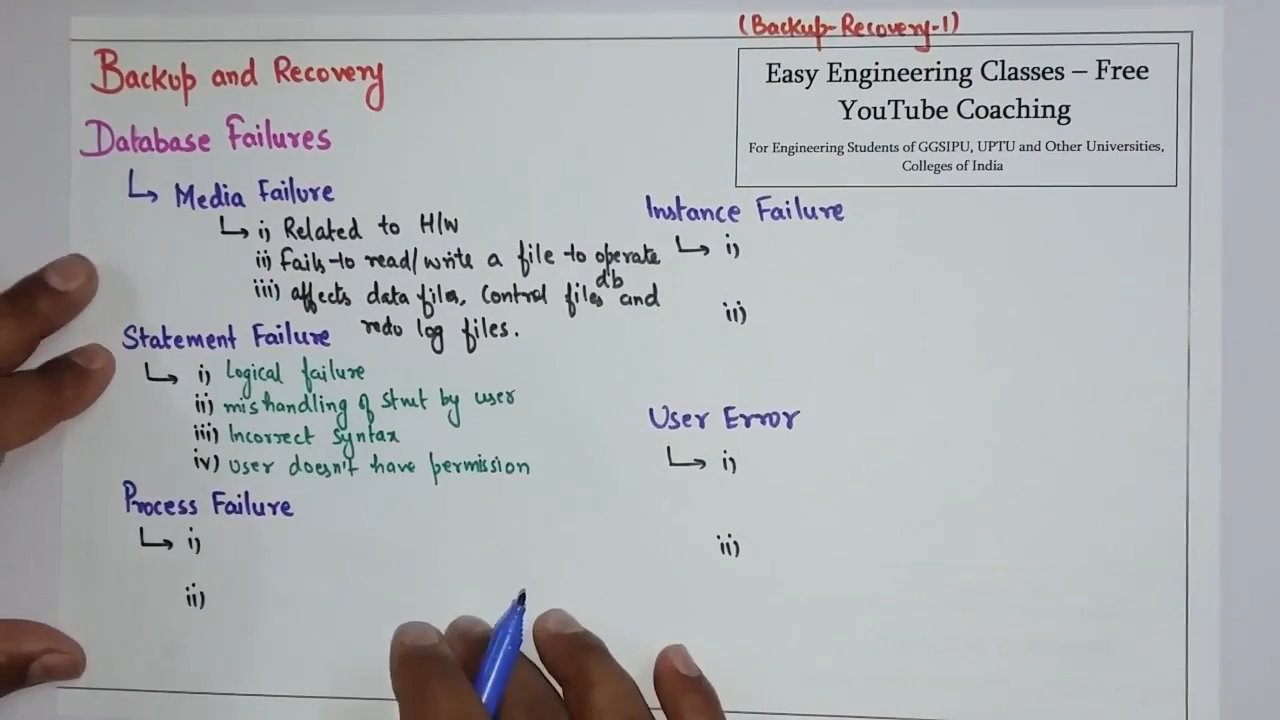 (Backup-Recovery-1)
Easy Engineering Classes – Free
YouTube Coaching
For Engineering Students of GGSIPU, UPTU and Other Universities,
Colleges of India
Backup and Recovery
Database Failures
Media Failure
i) Related to H/W
ii) Fails to read/write a file to operate
db
iii) affects data files, control files and
redo log files.
Statement Failure
i) Logical failure
ii) mishandling of stmt by user
iii) Incorrect syntax
iv) User doesn't have permission
Process Failure
i)
ii)
Instance Failure
i)
ii)
User Error
i)
ii)